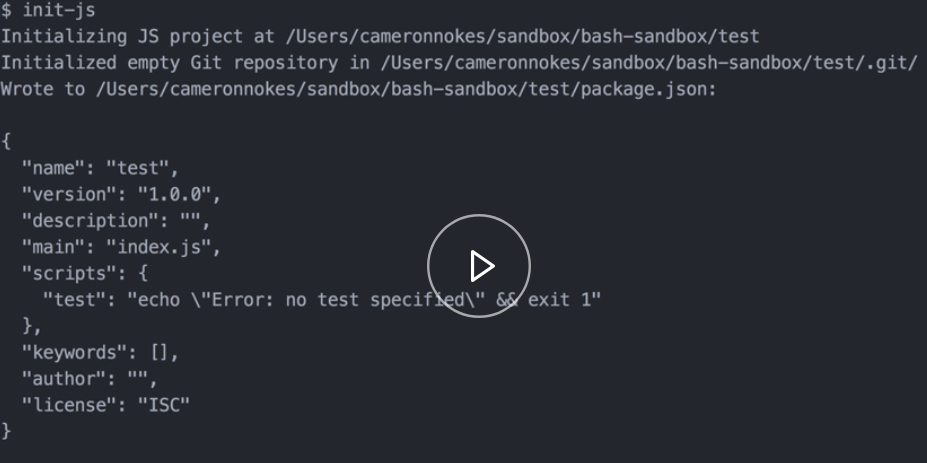 $ init-js
Initializing JS project at /Users/cameronnokes/sandbox/bash-sandbox/test
Initialized empty Git repository in /Users/cameronnokes/sandbox/bash-sandbox/test/.git/
Wrote to /Users/cameronnokes/sandbox/bash-sandbox/test/package.json:
{
  "name": "test",
  "version": "1.0.0",
  "description": "",
  "main": "index.js",
  "scripts": {
    "test": "echo \"Error: no test specified\" && exit 1"
  },
  "keywords": [],
  "author": "",
  "license": "ISC"
}